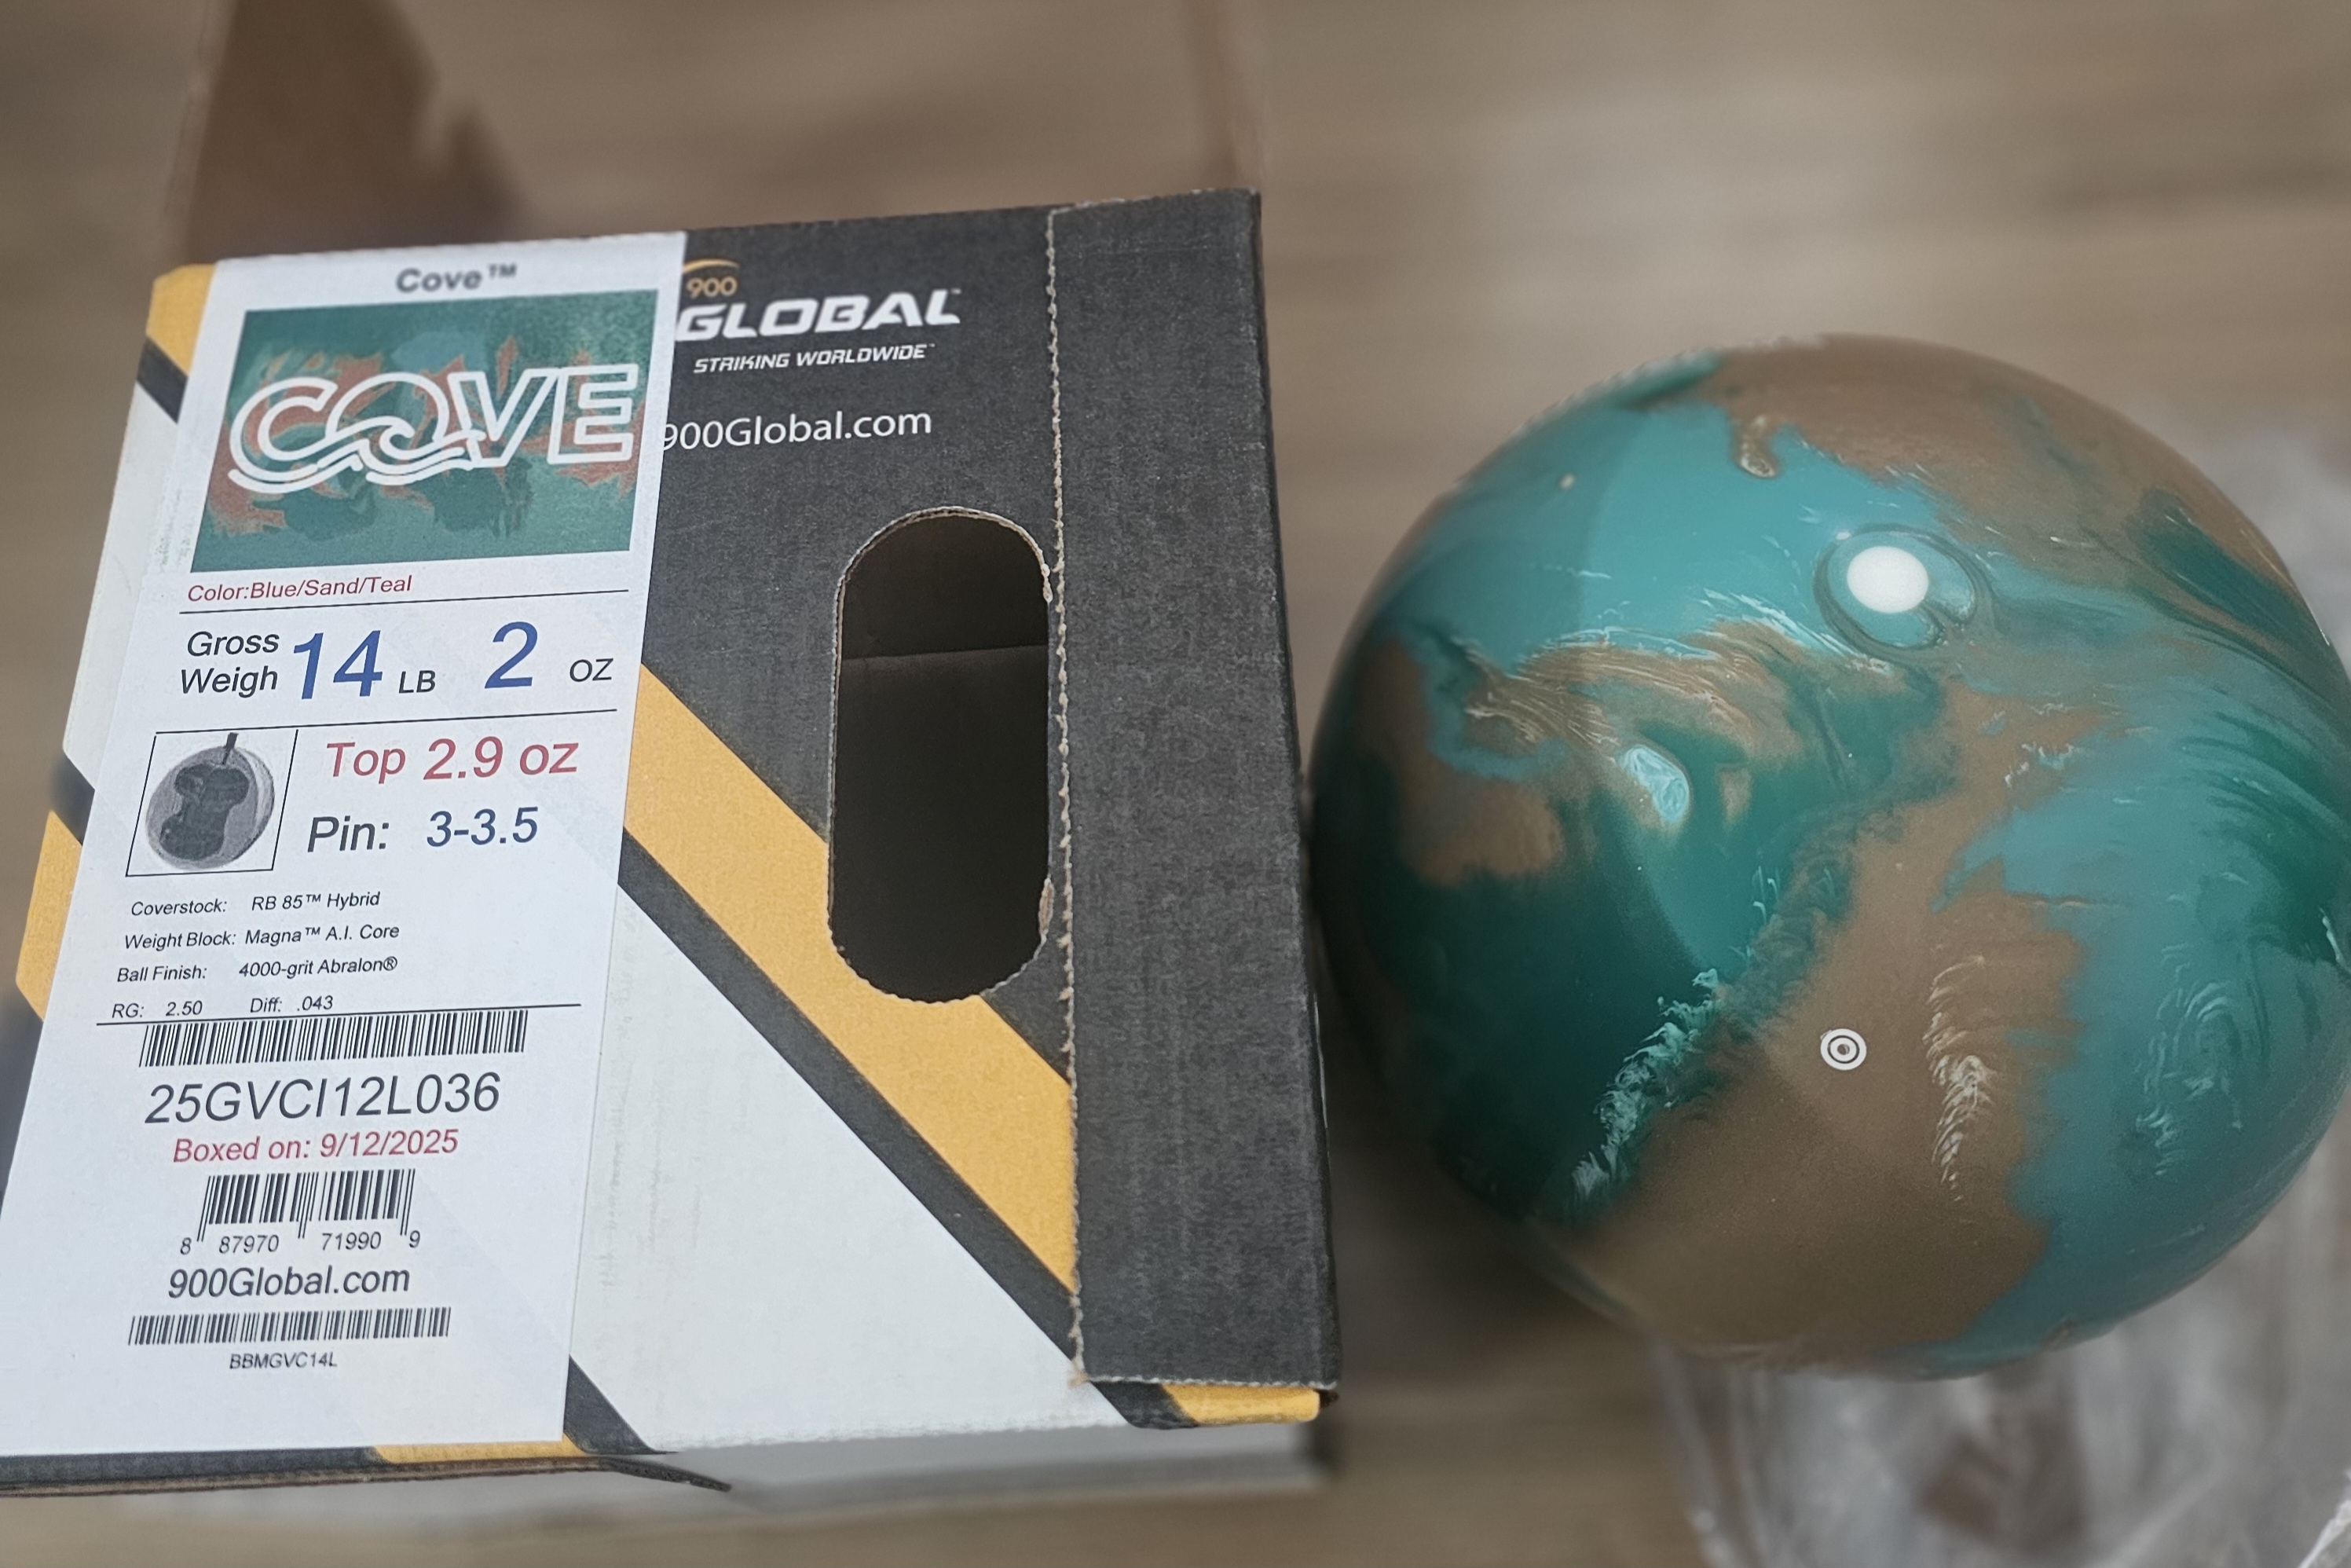 Cove™
COVE
Color:Blue/Sand/Teal
Gross Weigh 14 LB 2 OZ
Top 2.9 oz
Pin: 3-3.5
Coverstock: RB 85™ Hybrid
Weight Block: Magna™ A.I. Core
Ball Finish: 4000-grit Abralon®
RG: 2.50 Diff: .043
25GVCI12L036
Boxed on: 9/12/2025
8 87970 71990 9
900Global.com
BBMGVC14L
900
GLOBAL™
STRIKING WORLDWIDE™
900Global.com